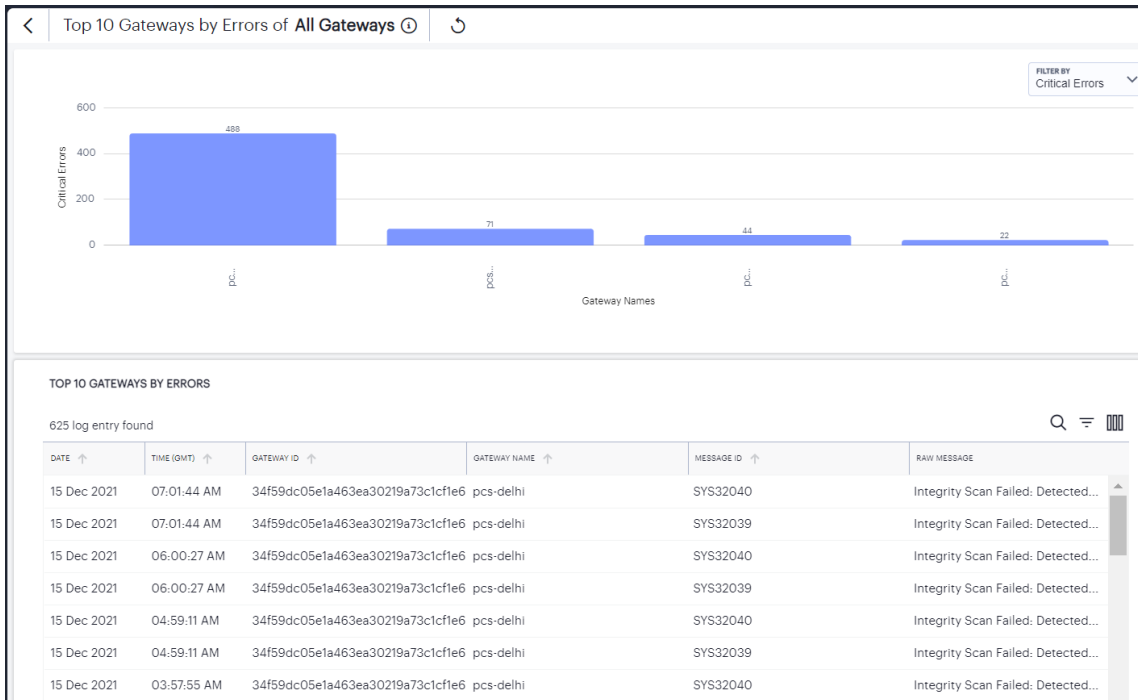 Top 10 Gateways by Errors of All Gateways
FILTER BY
Critical Errors
600
400
200
0
Critical Errors
488
71
44
22
pc...
pcs...
pc...
pc...
Gateway Names
TOP 10 GATEWAYS BY ERRORS
625 log entry found
DATE TIME (GMT) GATEWAY ID GATEWAY NAME MESSAGE ID RAW MESSAGE
15 Dec 2021 07:01:44 AM 34f59dc05e1a463ea30219a73c1cf1e6 pcs-delhi SYS32040 Integrity Scan Failed: Detected...
15 Dec 2021 07:01:44 AM 34f59dc05e1a463ea30219a73c1cf1e6 pcs-delhi SYS32039 Integrity Scan Failed: Detected...
15 Dec 2021 06:00:27 AM 34f59dc05e1a463ea30219a73c1cf1e6 pcs-delhi SYS32040 Integrity Scan Failed: Detected...
15 Dec 2021 06:00:27 AM 34f59dc05e1a463ea30219a73c1cf1e6 pcs-delhi SYS32039 Integrity Scan Failed: Detected...
15 Dec 2021 04:59:11 AM 34f59dc05e1a463ea30219a73c1cf1e6 pcs-delhi SYS32040 Integrity Scan Failed: Detected...
15 Dec 2021 04:59:11 AM 34f59dc05e1a463ea30219a73c1cf1e6 pcs-delhi SYS32039 Integrity Scan Failed: Detected...
15 Dec 2021 03:57:55 AM 34f59dc05e1a463ea30219a73c1cf1e6 pcs-delhi SYS32040 Integrity Scan Failed: Detected...